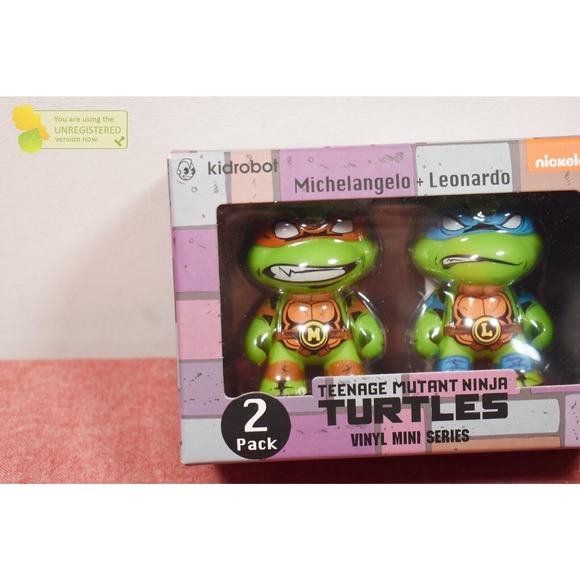 You are using the
UNREGISTERED
version now.
kidrobot
nickelo
Michelangelo + Leonardo
M
L
TEENAGE MUTANT NINJA
TURTLES
2
Pack
VINYL MINI SERIES